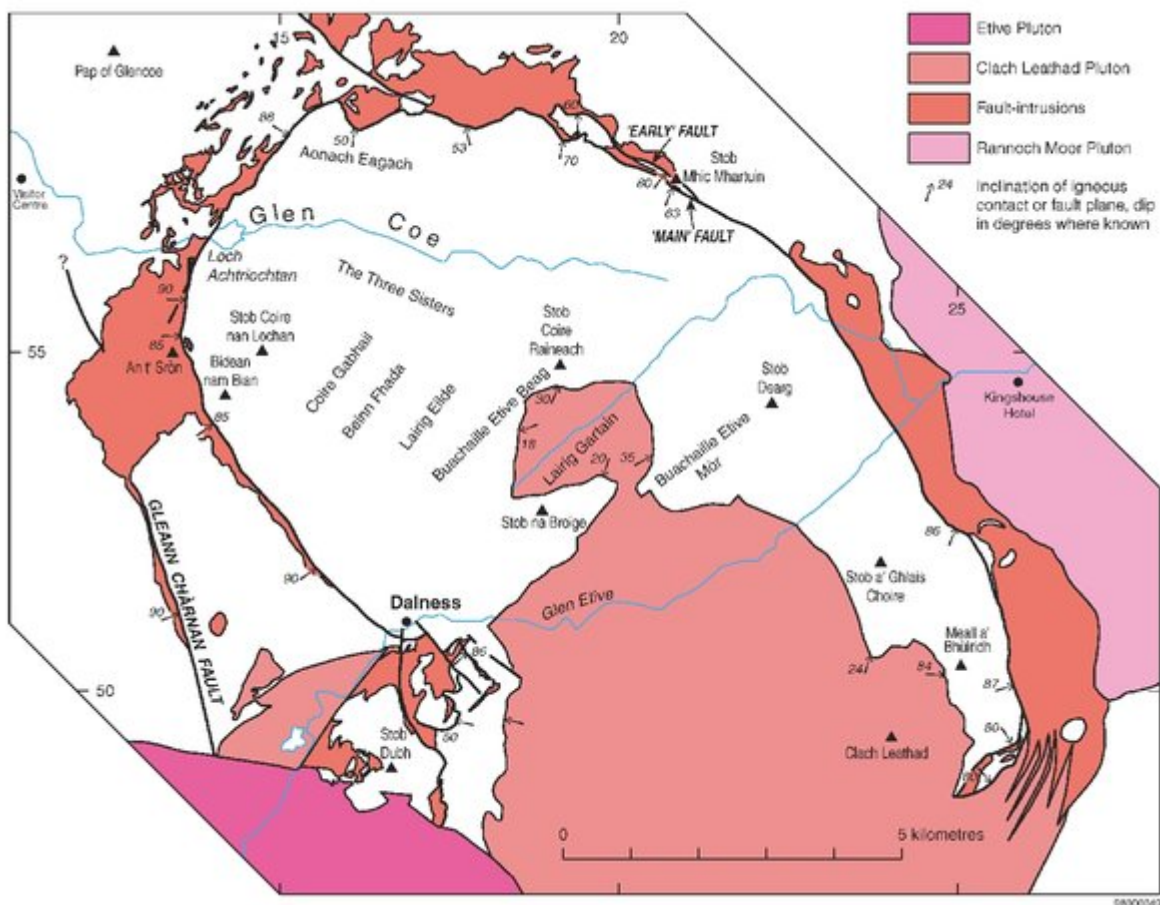 15
20
Pap of Glencoe
Etive Pluton
Clach Leathad Pluton
Fault-intrusions
Rannoch Moor Pluton
24
Inclination of igneous
contact or fault plane, dip
in degrees where known
86
50
53
60
70
'EARLY' FAULT
Stob
Mhic Mhartuin
80
63
'MAIN' FAULT
Aonach Eagach
Visitor
Centre
Glen Coe
?
Loch
Achtriochtan
The Three Sisters
90
85
25
55
An t' Sròn
Stob Coire
nan Lochan
Bidean
nam Bian
85
Coire Gabhail
Beinn Fhada
Lairig Eilde
Buachaille Etive Beag
Stob
Coire
Raineach
30
18
Lairig Gartain
20
35
Stob
Dearg
Buachaille Etive
Mòr
Kingshouse
Hotel
Stob na Broige
GLEANN CHÀRNAN FAULT
90
90
Dalness
Glen Etive
86
Stob a' Ghlais
Choire
Meall a'
Bhùirich
50
86
24
84
87
80
50
Stob
Dubh
Clach Leathad
0
5 kilometres